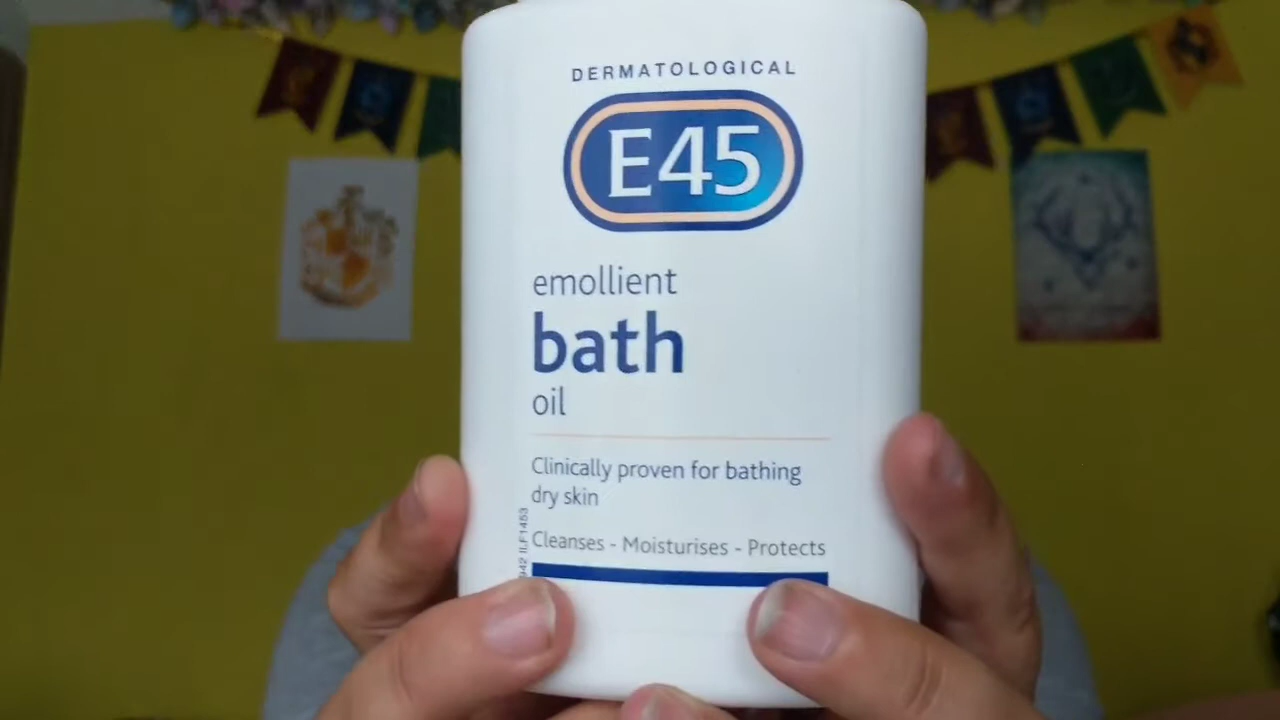 DERMATOLOGICAL
E45
emollient
bath
oil
Clinically proven for bathing
dry skin
Cleanses - Moisturises - Protects